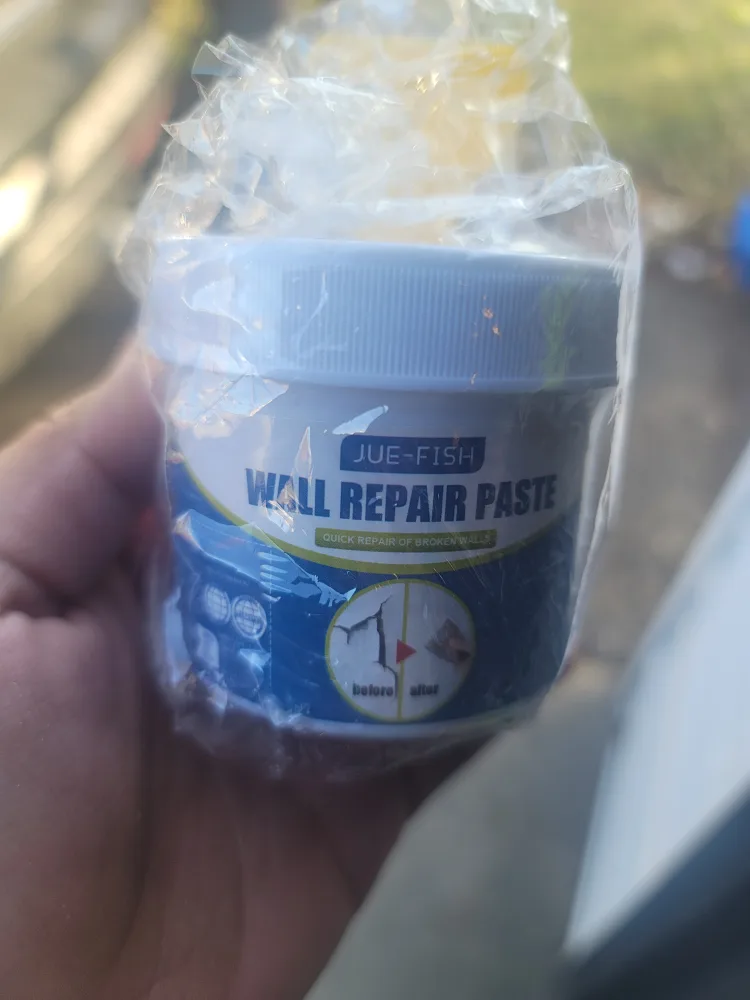 JUE-FISH
WALL REPAIR PASTE
QUICK REPAIR OF BROKEN WALLS
before after